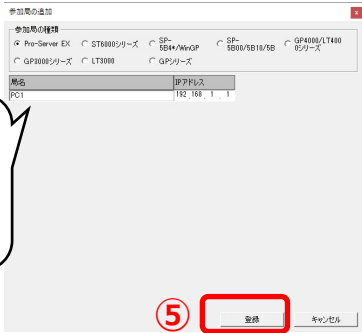 参加局の追加
参加局の種類
Pro-Server EX ST6000シリーズ SP-5B4*/WinGP SP-5B00/5B10/5B GP4000/LT4000シリーズ
GP3000シリーズ LT3000 GPシリーズ
局名 IPアドレス
PC1 192 .168 . 1 . 1
⑤ 登録 キャンセル